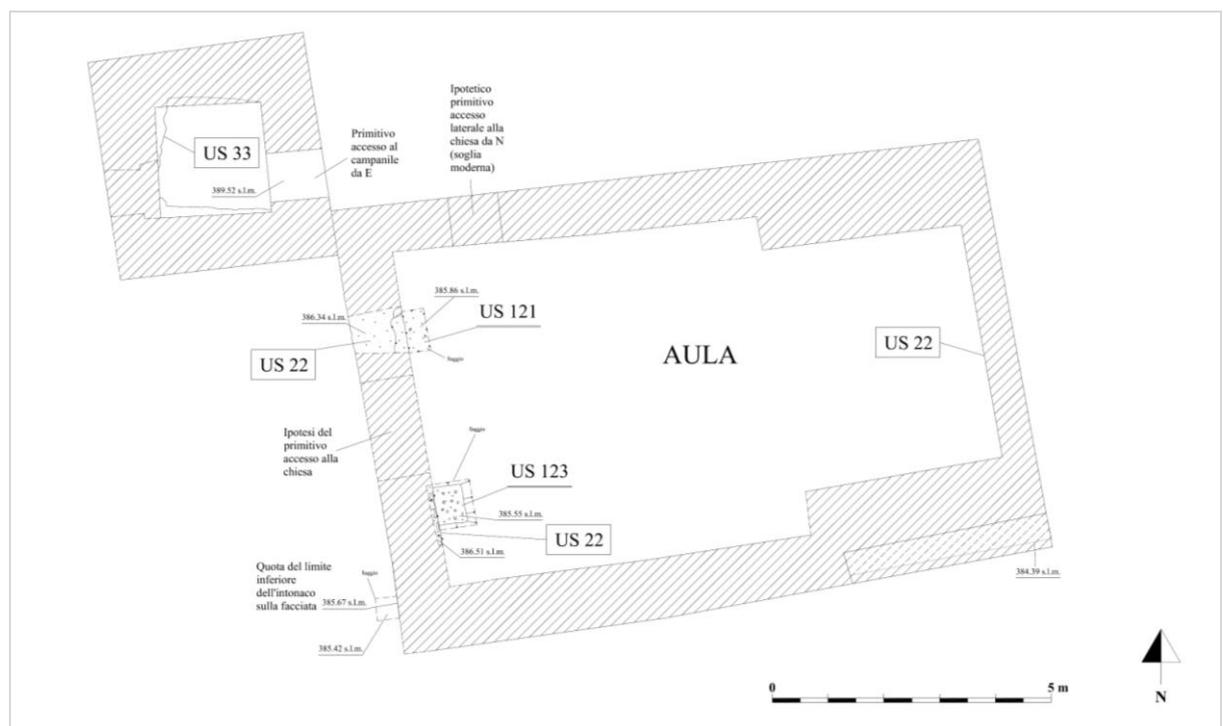 Ipotetico
primitivo
accesso
laterale alla
chiesa da N
(soglia
moderna)
Primitivo
accesso al
campanile
da E
US 33
389.52 s.l.m.
385.86 s.l.m.
386.34 s.l.m.
US 121
US 22
Saggio
AULA
US 22
Ipotesi del
primitivo
accesso alla
chiesa
Saggio
US 123
385.55 s.l.m.
US 22
386.51 s.l.m.
Quota del limite
inferiore
dell'intonaco
sulla facciata
Saggio
385.67 s.l.m.
385.42 s.l.m.
384.39 s.l.m.
0
5 m
N